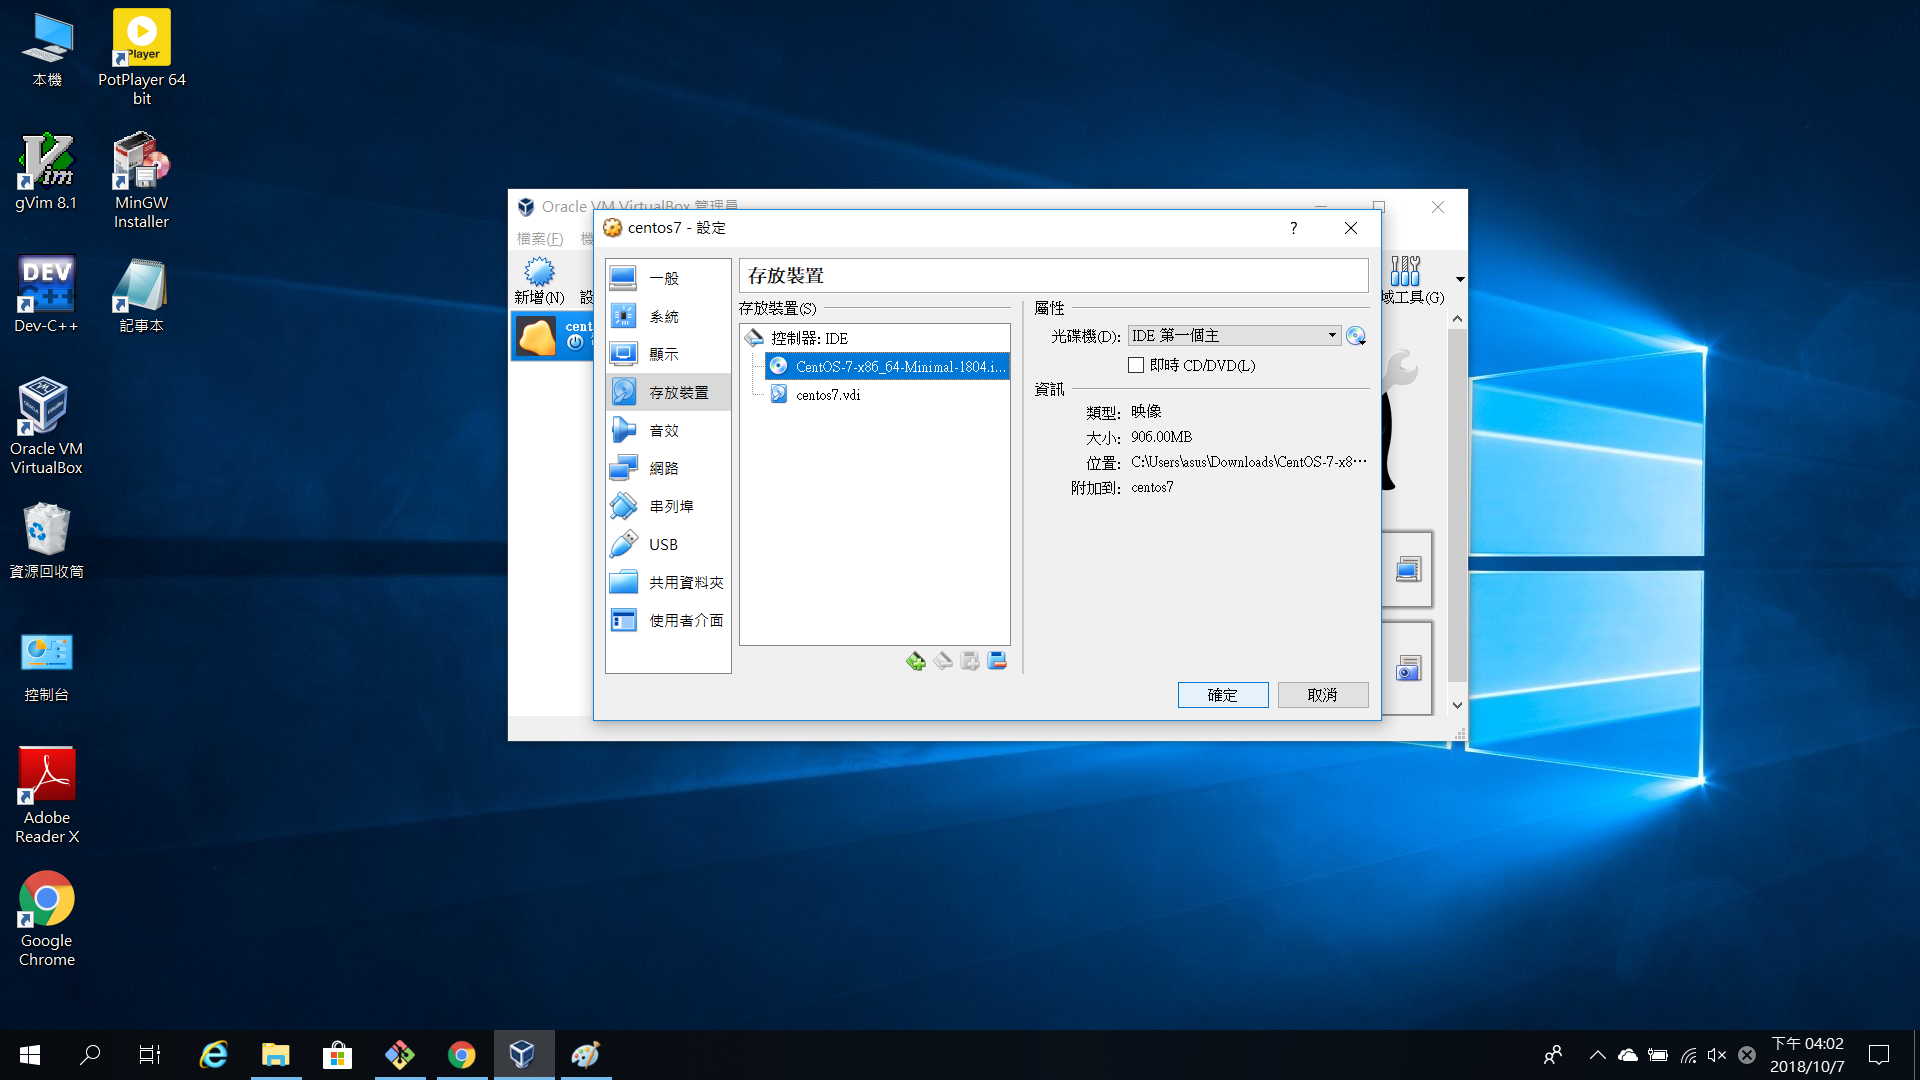 本機
Player
PotPlayer 64
bit
gVim 8.1
MinGW
Installer
DEV
C++
Dev-C++
記事本
Oracle VM
VirtualBox
資源回收筒
控制台
Adobe
Reader X
Google
Chrome
Oracle VM VirtualBox 管理員
檔案(F)
新增(N)
域工具(G)
cent
centos7 - 設定
?
一般
系統
顯示
存放裝置
音效
網路
串列埠
USB
共用資料夾
使用者介面
存放裝置
存放裝置(S)
控制器: IDE
CentOS-7-x86_64-Minimal-1804.i...
centos7.vdi
屬性
光碟機(D): IDE 第一個主
即時 CD/DVD(L)
資訊
類型: 映像
大小: 906.00MB
位置: C:\Users\asus\Downloads\CentOS-7-x8…
附加到: centos7
確定
取消
下午 04:02
2018/10/7